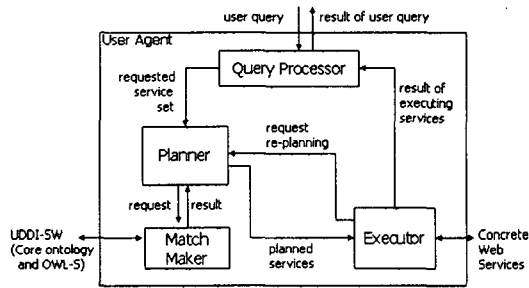 user query
result of user query
User Agent
Query Processor
requested
service
set
result of
executing
services
request
re-planning
Planner
request
result
UDDI-SW
(Core ontology
and OWL-S)
Match
Maker
planned
services
Executor
Concrete
Web
Services